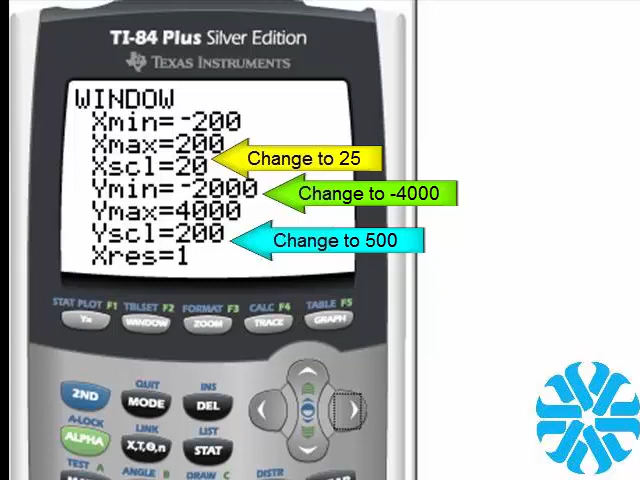 TI-84 Plus Silver Edition
TEXAS INSTRUMENTS
WINDOW
Xmin=-200
Xmax=200
Xscl=20
Change to 25
Ymin=-2000
Change to -4000
Ymax=4000
Yscl=200
Change to 500
Xres=1
STAT PLOT F1 TBLSET F2 FORMAT F3 CALC F4 TABLE F5
Y= WINDOW ZOOM TRACE GRAPH
QUIT INS
2ND MODE DEL
A-LOCK LINK LIST
ALPHA X,T,Θ,n STAT
TEST A ANGLE B DRAW C DISTR